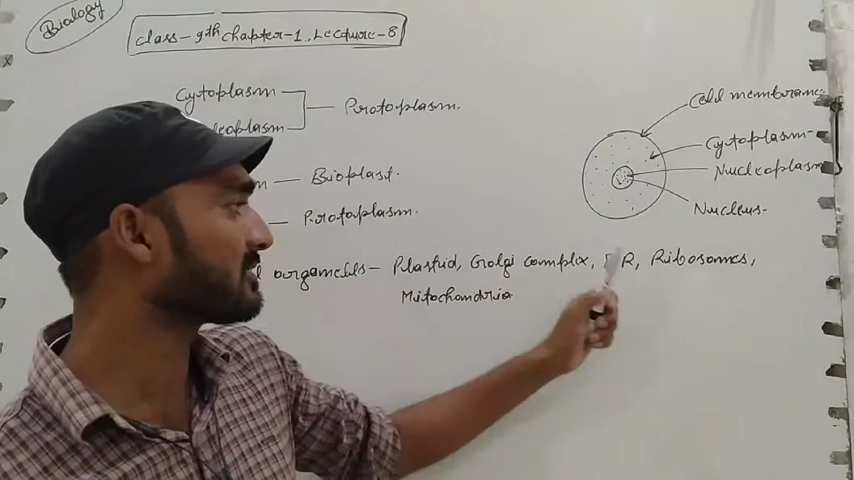 Biology
Class-9th Chapter-1, Lecture-8
Cytoplasm
Protoplasm.
Cell membrane
Cytoplasm
Nucleoplasm
Nucleus-
— Bioplast.
— Protoplasm.
organells- Plastid, Golgi complex, ER, Ribosomes,
Mitochondria